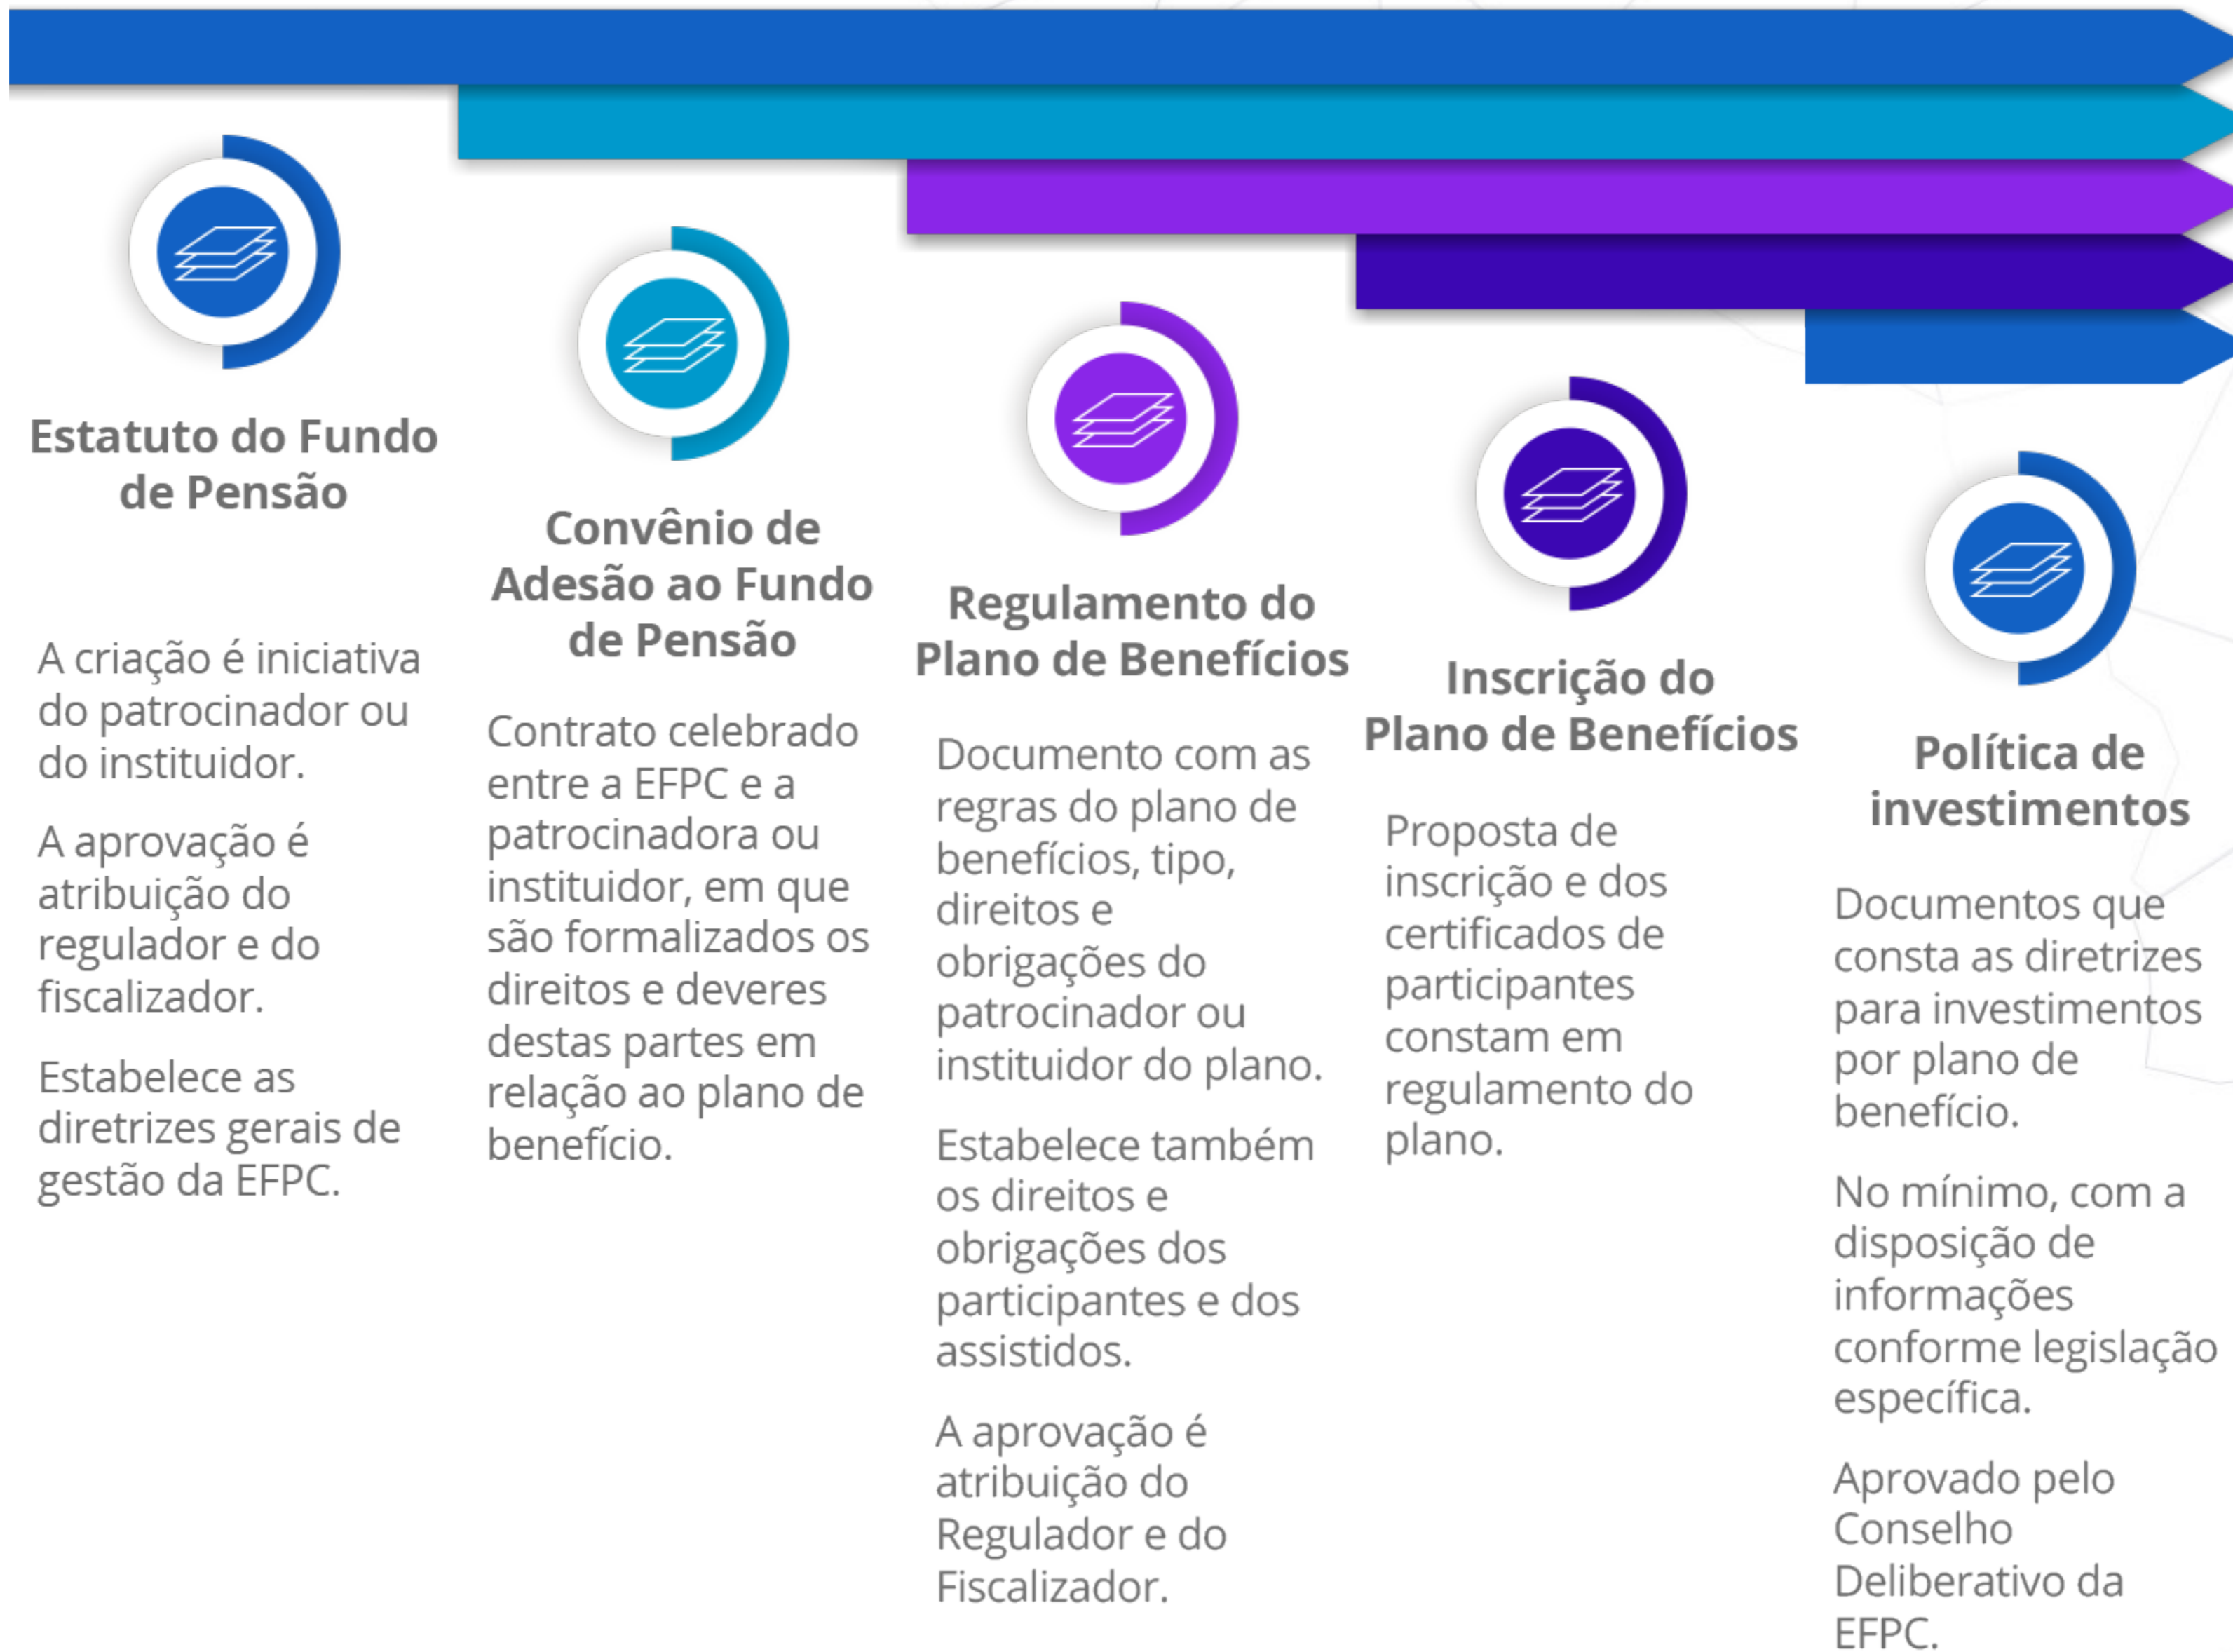 Estatuto do Fundo
de Pensão
A criação é iniciativa
do patrocinador ou
do instituidor.
A aprovação é
atribuição do
regulador e do
fiscalizador.
Estabelece as
diretrizes gerais de
gestão da EFPC.
Convênio de
Adesão ao Fundo
de Pensão
Contrato celebrado
entre a EFPC e a
patrocinadora ou
instituidor, em que
são formalizados os
direitos e deveres
destas partes em
relação ao plano de
benefício.
Regulamento do
Plano de Benefícios
Documento com as
regras do plano de
benefícios, tipo,
direitos e
obrigações do
patrocinador ou
instituidor do plano.
Estabelece também
os direitos e
obrigações dos
participantes e dos
assistidos.
A aprovação é
atribuição do
Regulador e do
Fiscalizador.
Inscrição do
Plano de Benefícios
Proposta de
inscrição e dos
certificados de
participantes
constam em
regulamento do
plano.
Política de
investimentos
Documentos que
consta as diretrizes
para investimentos
por plano de
benefício.
No mínimo, com a
disposição de
informações
conforme legislação
específica.
Aprovado pelo
Conselho
Deliberativo da
EFPC.